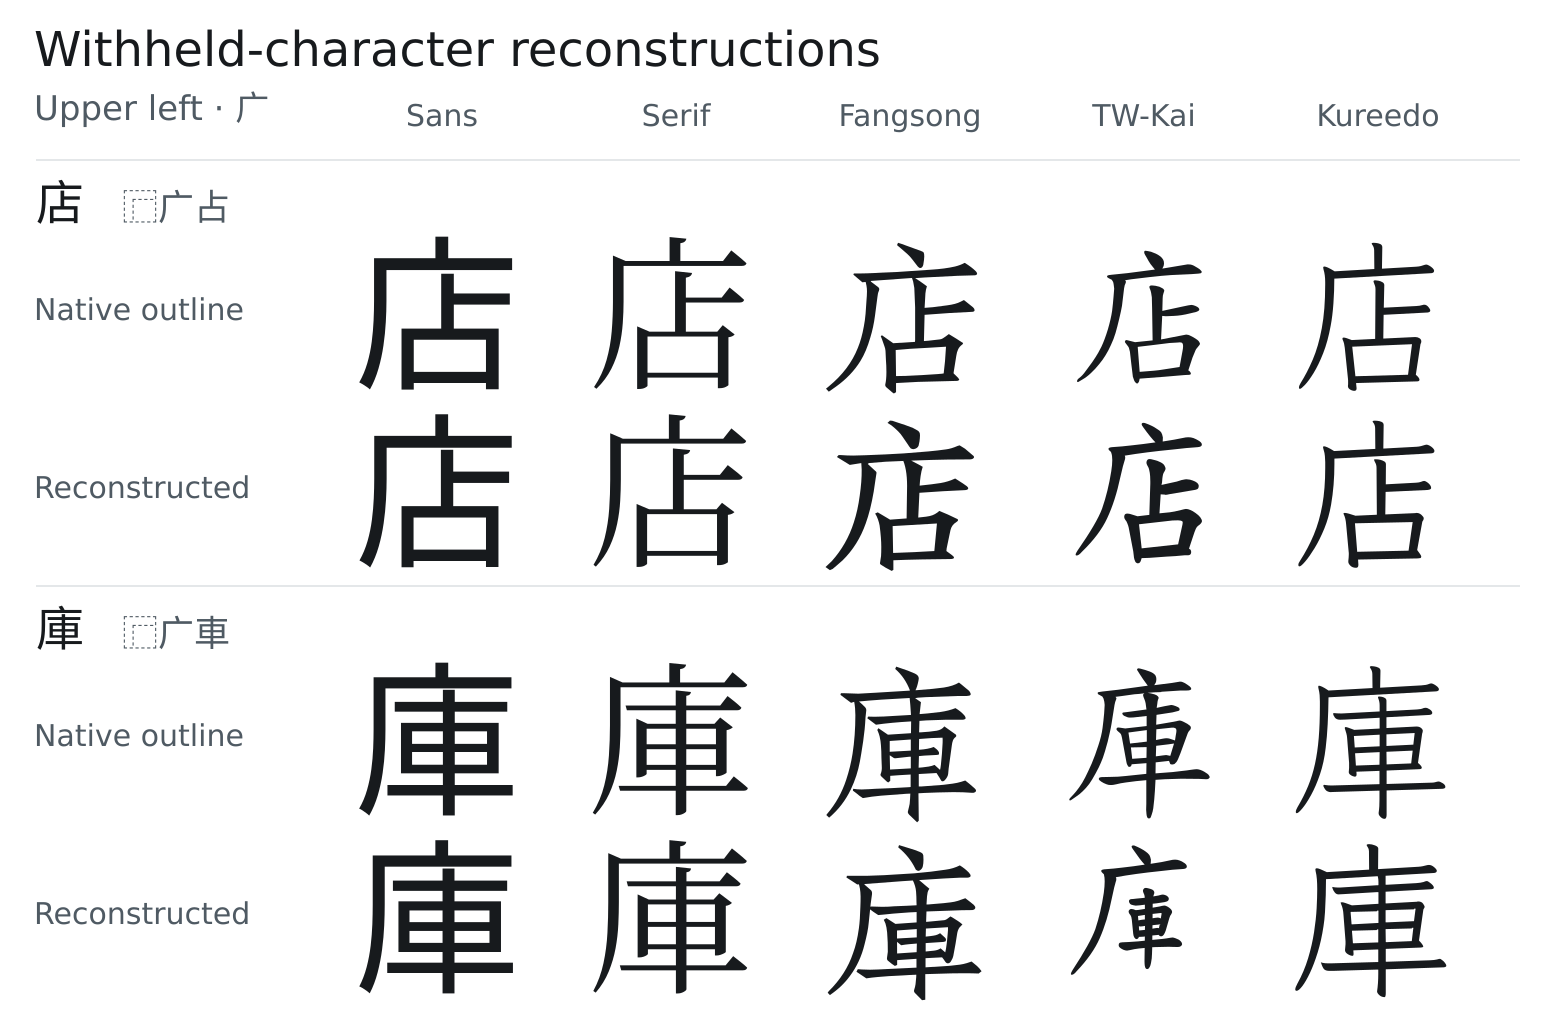 Withheld-character reconstructions
Upper left · 广 Sans Serif Fangsong TW-Kai Kureedo
店 ⿸广占
Native outline 店 店 店 店 店
Reconstructed 店 店 店 店 店
庫 ⿸广車
Native outline 庫 庫 庫 庫 庫
Reconstructed 庫 庫 庫 庫 庫